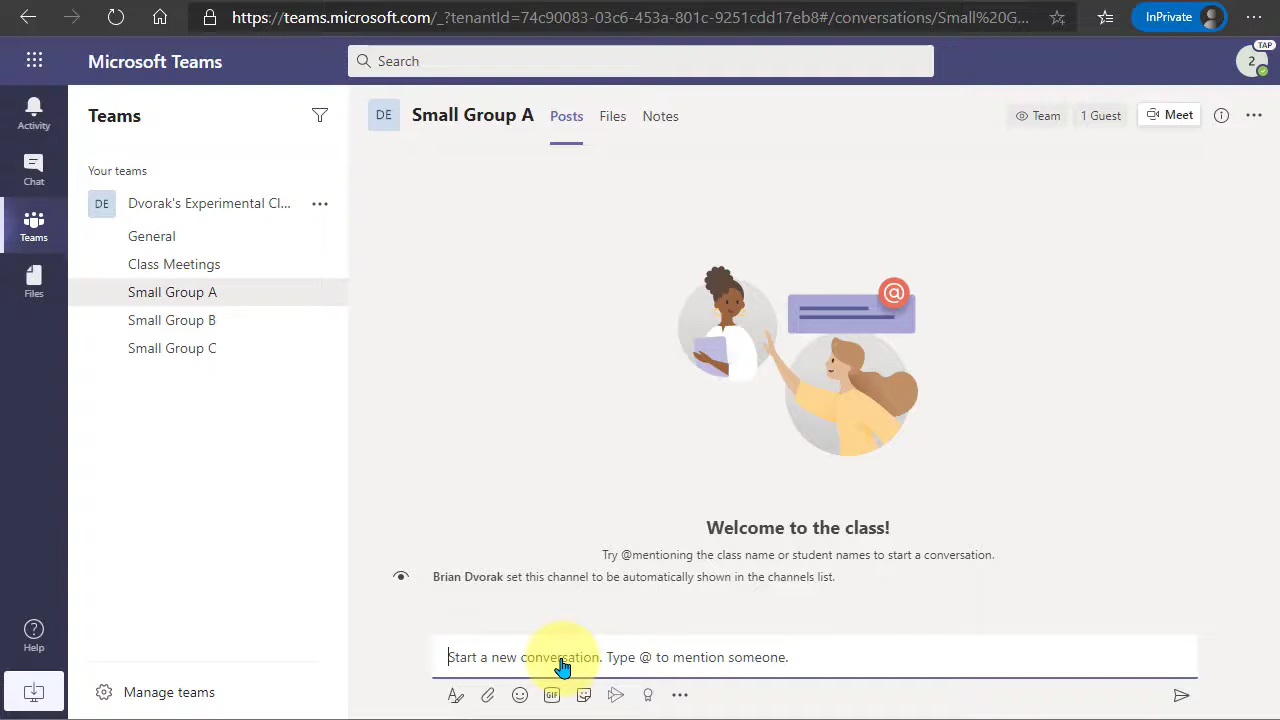 https://teams.microsoft.com/_?tenantId=74c90083-03c6-453a-801c-9251cdd17eb8#/conversations/Small%20G...
InPrivate
Microsoft Teams
Search
TAP
2
Activity
Chat
Teams
Files
Help
Teams
Your teams
DE Dvorak's Experimental Cl...
General
Class Meetings
Small Group A
Small Group B
Small Group C
Manage teams
DE Small Group A Posts Files Notes
Team 1 Guest Meet
@
Welcome to the class!
Try @mentioning the class name or student names to start a conversation.
Brian Dvorak set this channel to be automatically shown in the channels list.
Start a new conversation. Type @ to mention someone.
GIF